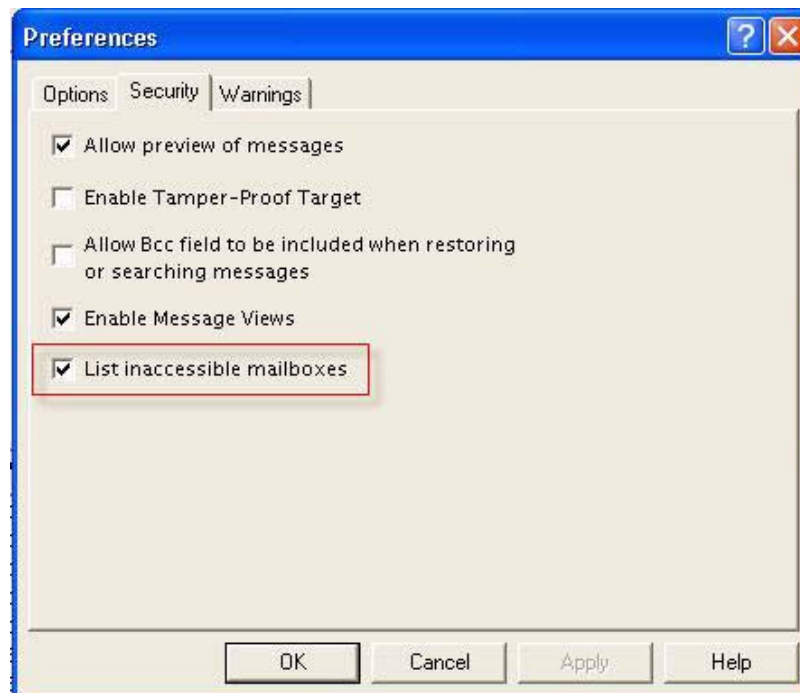 Preferences
Options Security Warnings
Allow preview of messages
Enable Tamper-Proof Target
Allow Bcc field to be included when restoring
or searching messages
Enable Message Views
List inaccessible mailboxes
OK Cancel Apply Help